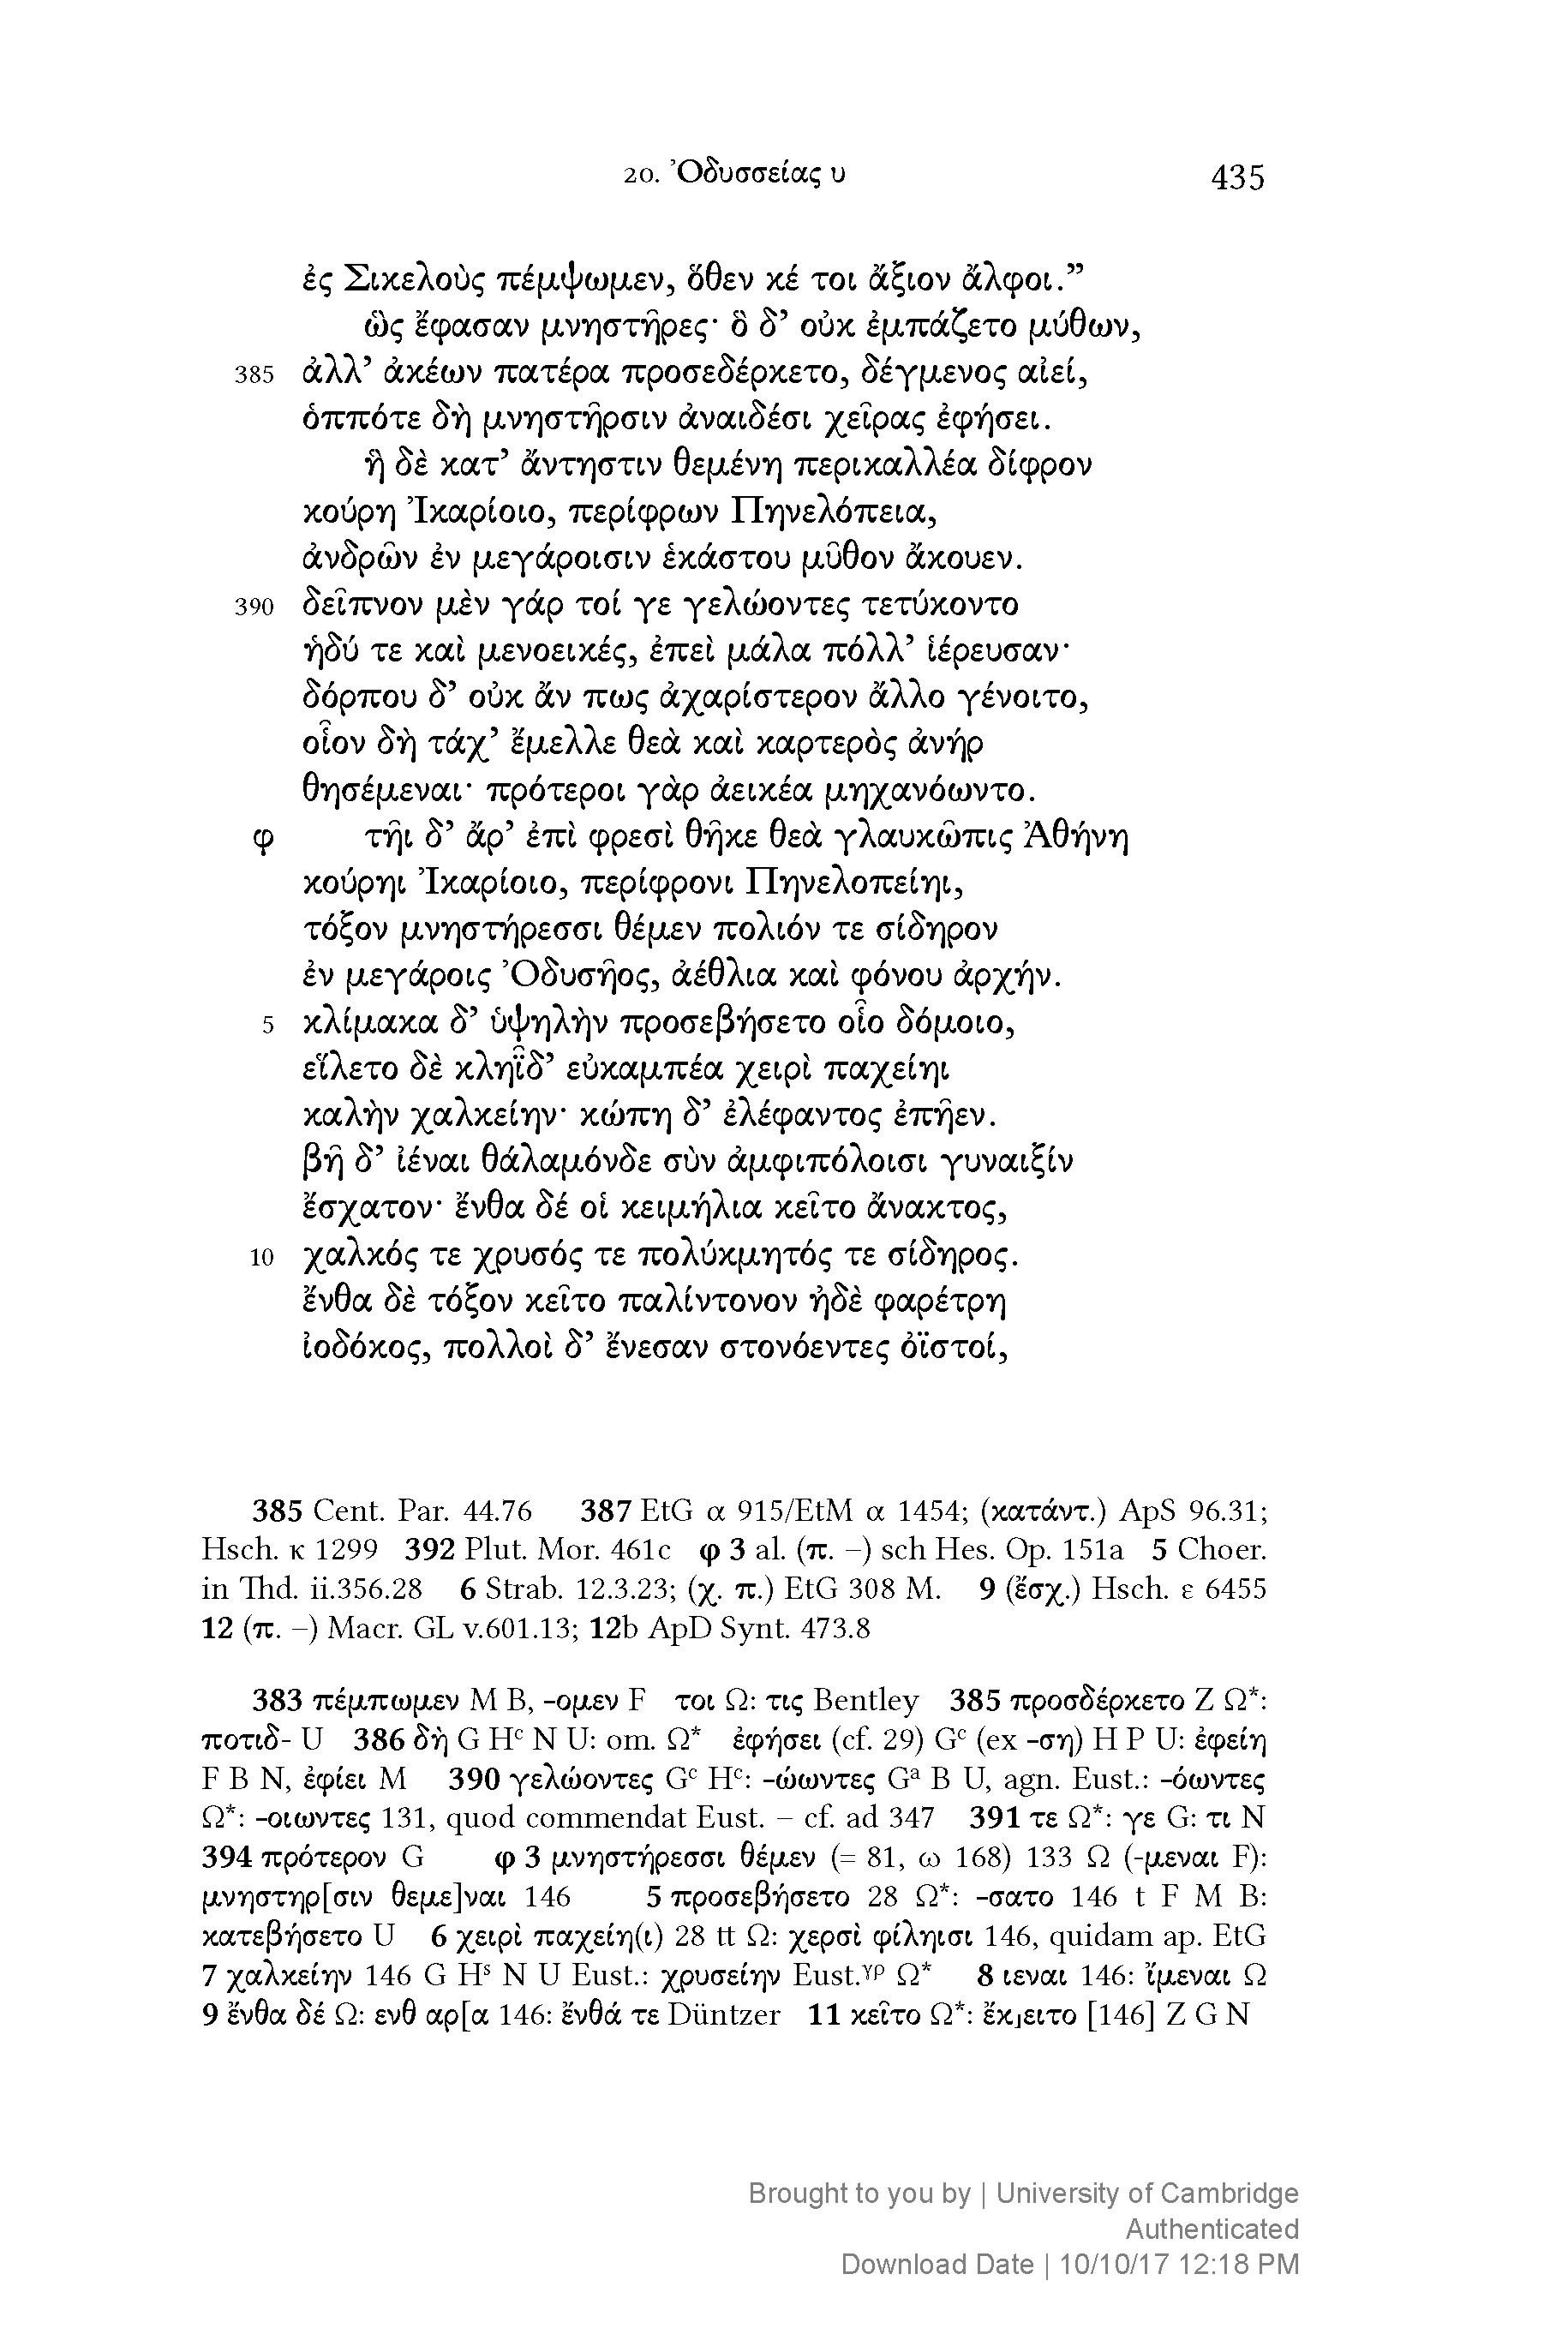 20. Ὀδυσσείας υ 435
ἐς Σικελοὺς πέμψωμεν, ὅθεν κέ τοι ἄξιον ἄλφοι.”
ὣς ἔφασαν μνηστῆρες· ὃ δ’ οὐκ ἐμπάζετο μύθων,
385 ἀλλ’ ἀκέων πατέρα προσεδέρκετο, δέγμενος αἰεί,
ὁππότε δὴ μνηστῆρσιν ἀναιδέσι χεῖρας ἐφήσει.
ἣ δὲ κατ’ ἄντηστιν θεμένη περικαλλέα δίφρον
κούρη Ἰκαρίοιο, περίφρων Πηνελόπεια,
ἀνδρῶν ἐν μεγάροισιν ἑκάστου μῦθον ἄκουεν.
390 δεῖπνον μὲν γάρ τοί γε γελώοντες τετύκοντο
ἡδύ τε καὶ μενοεικές, ἐπεὶ μάλα πόλλ’ ἱέρευσαν·
δόρπου δ’ οὐκ ἄν πως ἀχαρίστερον ἄλλο γένοιτο,
οἷον δὴ τάχ’ ἔμελλε θεὰ καὶ καρτερὸς ἀνήρ
θησέμεναι· πρότεροι γὰρ ἀεικέα μηχανόωντο.
φ τῆι δ’ ἄρ’ ἐπὶ φρεσὶ θῆκε θεὰ γλαυκῶπις Ἀθήνη
κούρηι Ἰκαρίοιο, περίφρονι Πηνελοπείηι,
τόξον μνηστήρεσσι θέμεν πολιόν τε σίδηρον
ἐν μεγάροις Ὀδυσῆος, ἀέθλια καὶ φόνου ἀρχήν.
5 κλίμακα δ’ ὑψηλὴν προσεβήσετο οἷο δόμοιο,
εἵλετο δὲ κληῖδ’ εὐκαμπέα χειρὶ παχείηι
καλὴν χαλκείην· κώπη δ’ ἐλέφαντος ἐπῆεν.
βῆ δ’ ἰέναι θάλαμόνδε σὺν ἀμφιπόλοισι γυναιξίν
ἔσχατον· ἔνθα δέ οἱ κειμήλια κεῖτο ἄνακτος,
10 χαλκός τε χρυσός τε πολύκμητός τε σίδηρος.
ἔνθα δὲ τόξον κεῖτο παλίντονον ἠδὲ φαρέτρη
ἰοδόκος, πολλοὶ δ’ ἔνεσαν στονόεντες ὀϊστοί,
385 Cent. Par. 44.76 387 EtG α 915/EtM α 1454; (κατάντ.) ApS 96.31;
Hsch. κ 1299 392 Plut. Mor. 461c φ 3 al. (π. –) sch Hes. Op. 151a 5 Choer.
in Thd. ii.356.28 6 Strab. 12.3.23; (χ. π.) EtG 308 M. 9 (ἔσχ.) Hsch. ε 6455
12 (π. –) Macr. GL v.601.13; 12b ApD Synt. 473.8
383 πέμπωμεν M B, -ομεν F τοι Ω: τις Bentley 385 προσδέρκετο Z Ω*:
ποτιδ- U 386 δὴ G Hᶜ N U: om. Ω* ἐφήσει (cf. 29) Gᶜ (ex -ση) H P U: ἐφείη
F B N, ἐφίει M 390 γελώοντες Gᶜ Hᶜ: -ώωντες Gᵃ B U, agn. Eust.: -όωντες
Ω*: -οιωντες 131, quod commendat Eust. – cf. ad 347 391 τε Ω*: γε G: τι N
394 πρότερον G φ 3 μνηστήρεσσι θέμεν (= 81, ω 168) 133 Ω (-μεναι F):
μνηστηρ[σιν θεμε]ναι 146 5 προσεβήσετο 28 Ω*: -σατο 146 t F M B:
κατεβήσετο U 6 χειρὶ παχείη(ι) 28 tt Ω: χερσὶ φίληισι 146, quidam ap. EtG
7 χαλκείην 146 G Hˢ N U Eust.: χρυσείην Eust.ᵞᵖ Ω* 8 ιεναι 146: ἴμεναι Ω
9 ἔνθα δέ Ω: ενθ αρ[α 146: ἔνθά τε Düntzer 11 κεῖτο Ω*: ἔκ⌋ειτο [146] Z G N
Brought to you by | University of Cambridge
Authenticated
Download Date | 10/10/17 12:18 PM